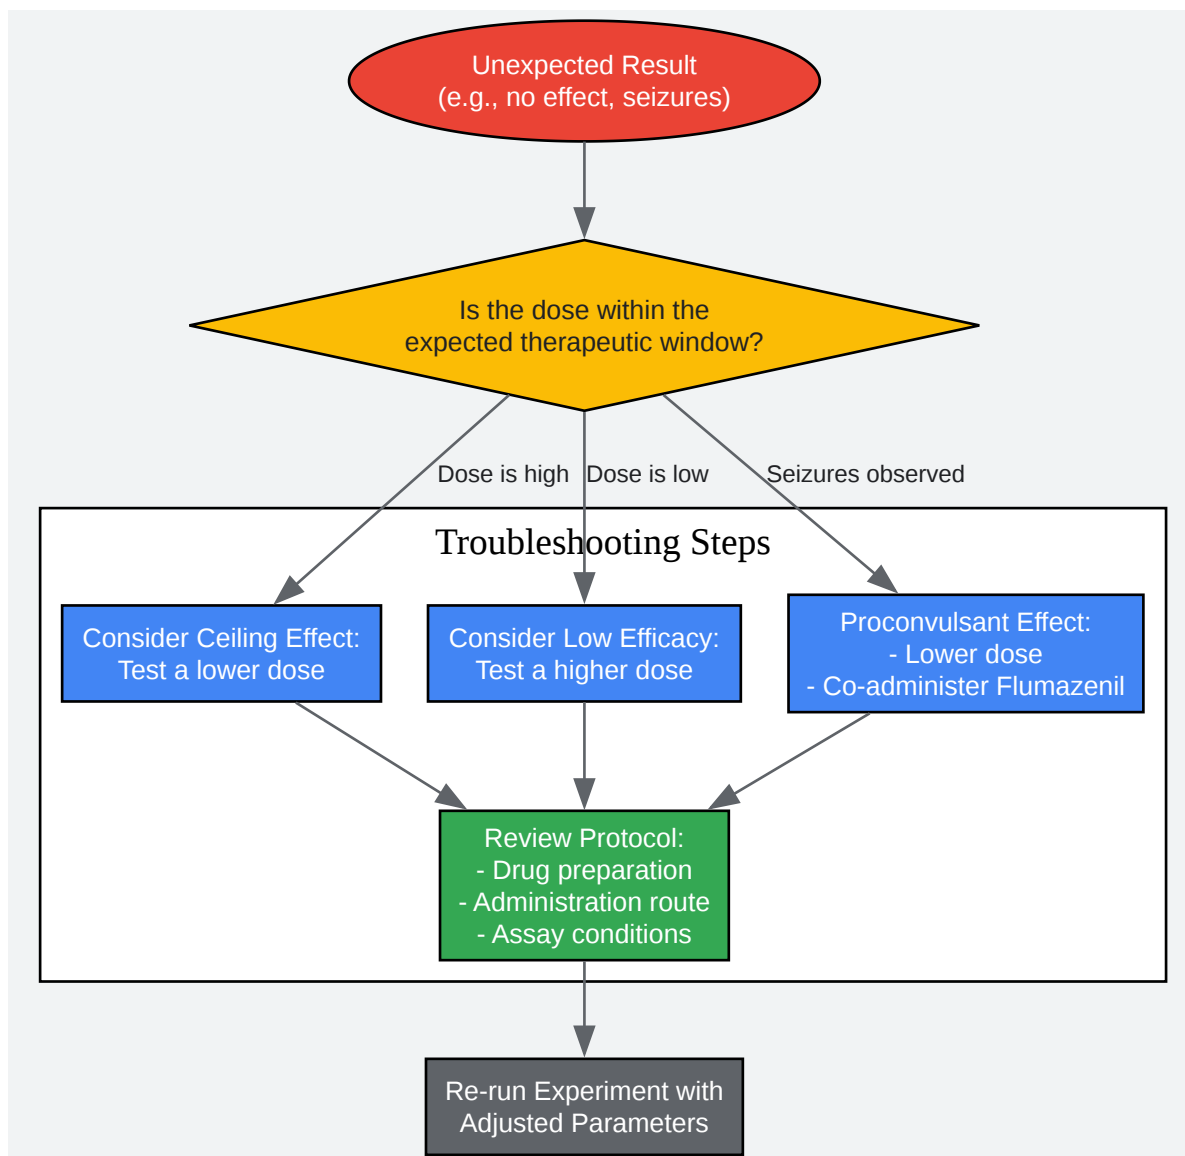 Unexpected Result
(e.g., no effect, seizures)
Is the dose within the
expected therapeutic window?
Dose is high
Dose is low
Seizures observed
Troubleshooting Steps
Consider Ceiling Effect:
Test a lower dose
Consider Low Efficacy:
Test a higher dose
Proconvulsant Effect:
- Lower dose
- Co-administer Flumazenil
Review Protocol:
- Drug preparation
- Administration route
- Assay conditions
Re-run Experiment with
Adjusted Parameters